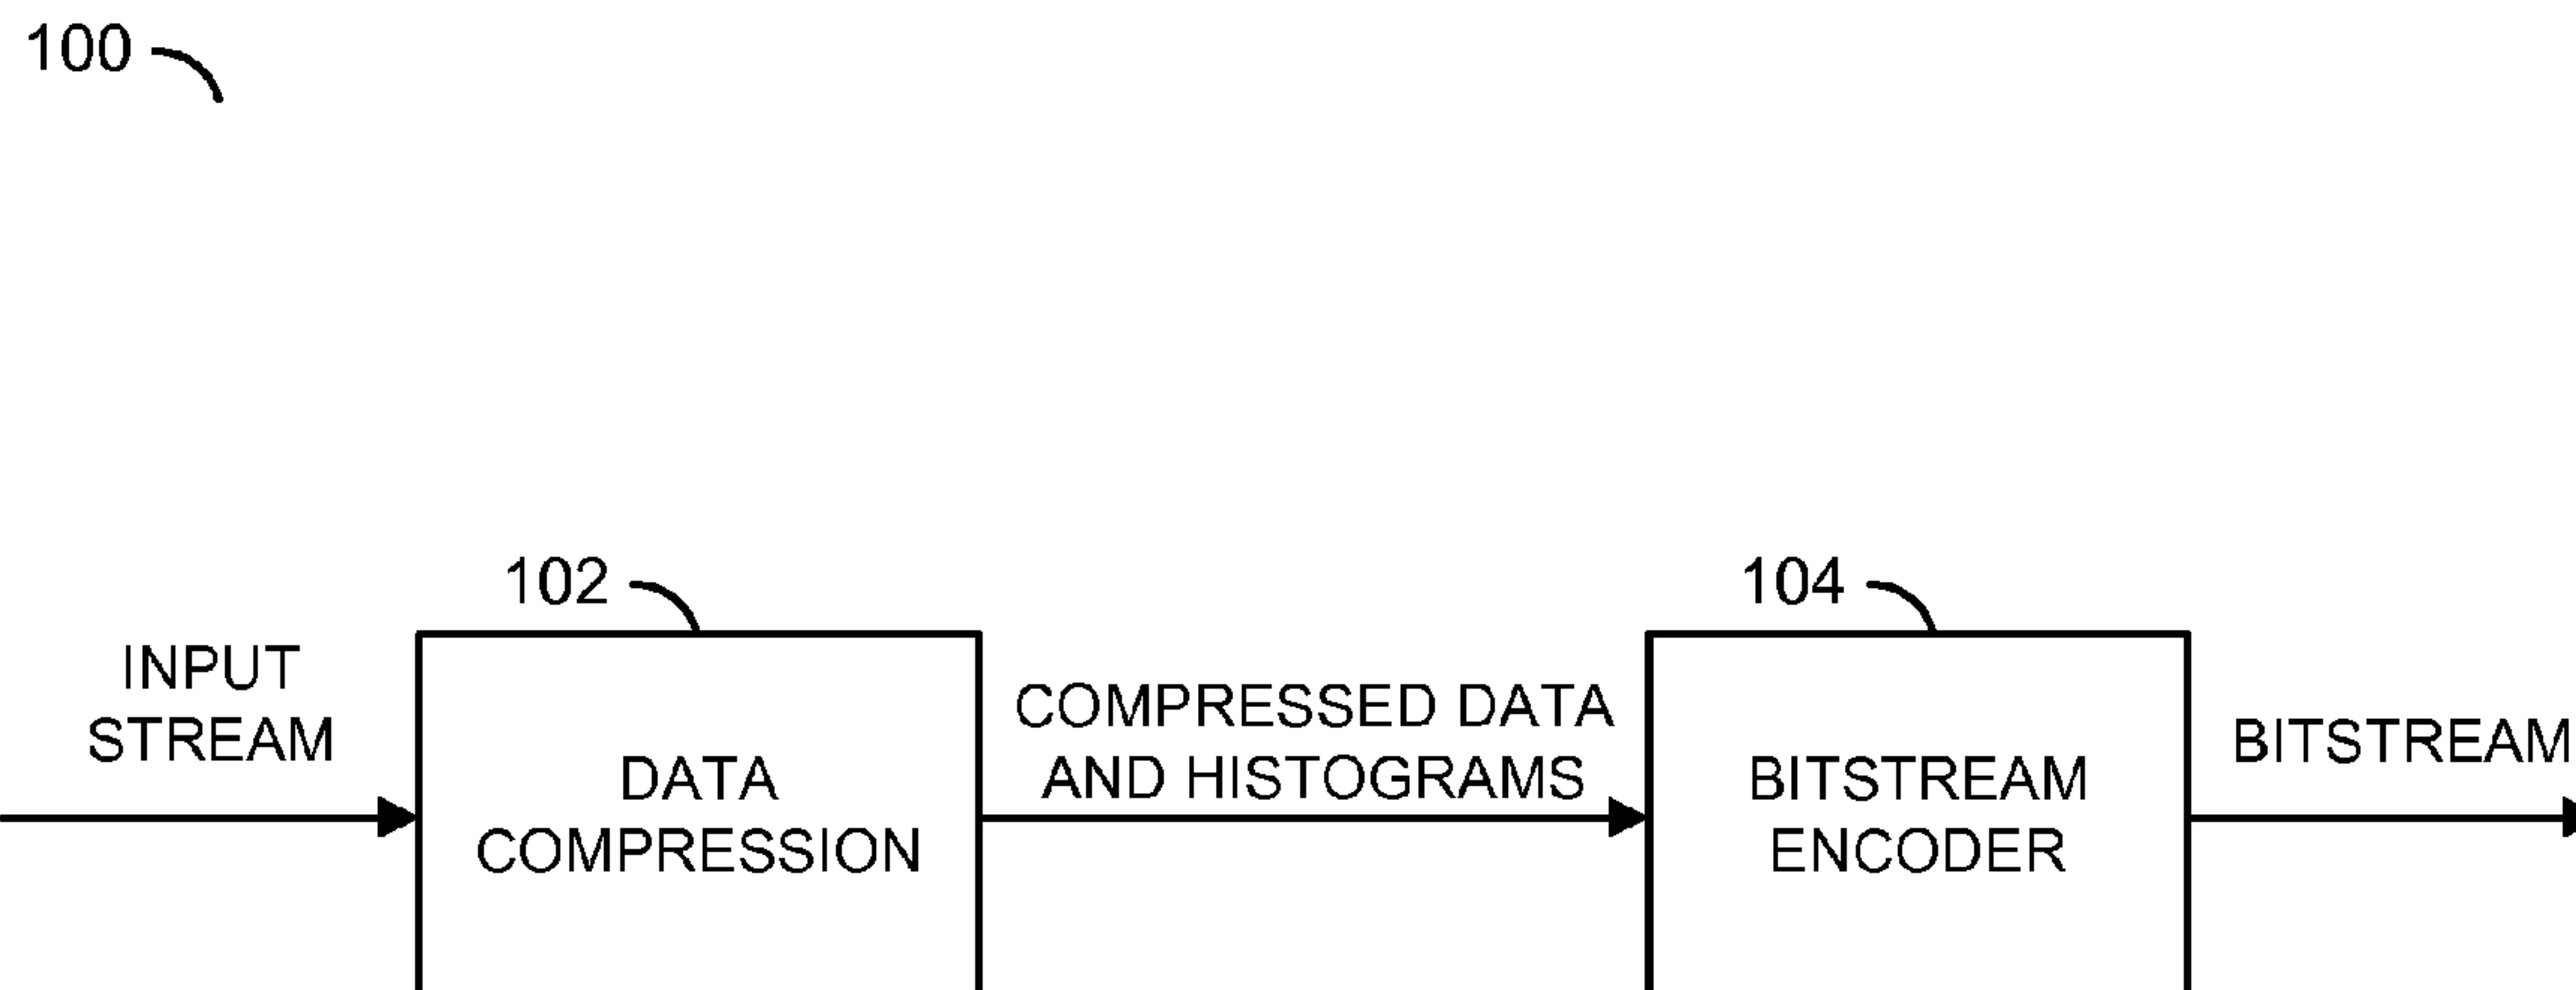 100
102
104
INPUT
STREAM
DATA
COMPRESSION
COMPRESSED DATA
AND HISTOGRAMS
BITSTREAM
ENCODER
BITSTREAM